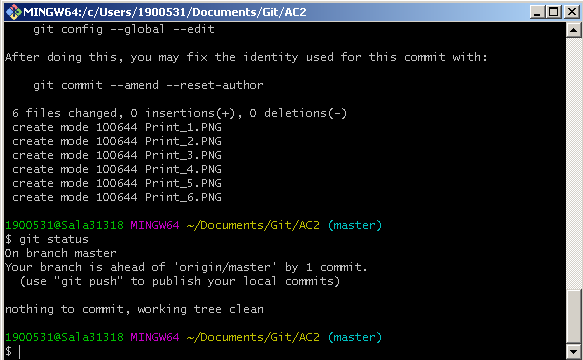 MINGW64:/c/Users/1900531/Documents/Git/AC2
git config --global --edit
After doing this, you may fix the identity used for this commit with:
git commit --amend --reset-author
6 files changed, 0 insertions(+), 0 deletions(-)
create mode 100644 Print_1.PNG
create mode 100644 Print_2.PNG
create mode 100644 Print_3.PNG
create mode 100644 Print_4.PNG
create mode 100644 Print_5.PNG
create mode 100644 Print_6.PNG
1900531@Sala31318 MINGW64 ~/Documents/Git/AC2 (master)
$ git status
On branch master
Your branch is ahead of 'origin/master' by 1 commit.
(use "git push" to publish your local commits)
nothing to commit, working tree clean
1900531@Sala31318 MINGW64 ~/Documents/Git/AC2 (master)
$